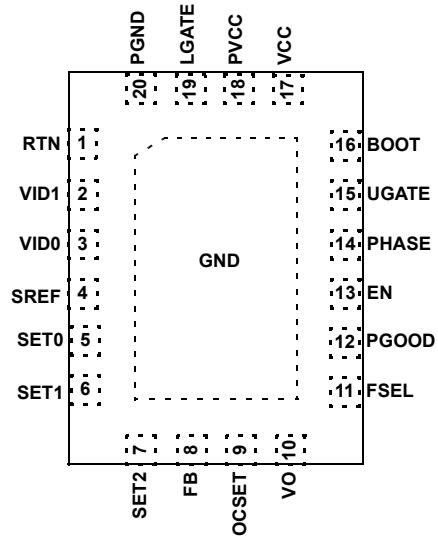 PGND LGATE PVCC VCC
20 19 18 17
RTN 1 16 BOOT
VID1 2 15 UGATE
VID0 3 14 PHASE
GND
SREF 4 13 EN
SET0 5 12 PGOOD
SET1 6 11 FSEL
7 8 9 10
SET2 FB OCSET VO